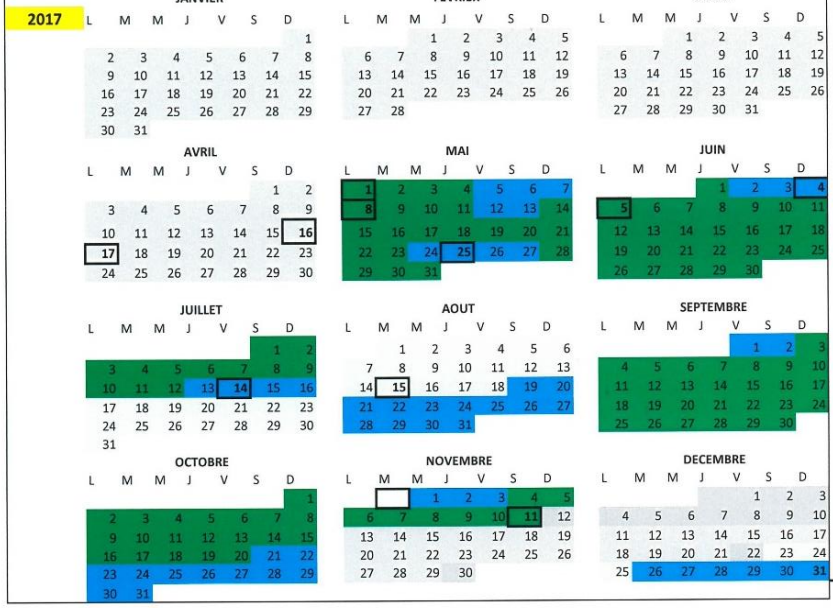 2017
JANVIER
L M M J V S D
1
2 3 4 5 6 7 8
9 10 11 12 13 14 15
16 17 18 19 20 21 22
23 24 25 26 27 28 29
30 31
FEVRIER
L M M J V S D
1 2 3 4 5
6 7 8 9 10 11 12
13 14 15 16 17 18 19
20 21 22 23 24 25 26
27 28
L M M J V S D
1 2 3 4 5
6 7 8 9 10 11 12
13 14 15 16 17 18 19
20 21 22 23 24 25 26
27 28 29 30 31
AVRIL
L M M J V S D
1 2
3 4 5 6 7 8 9
10 11 12 13 14 15 16
17 18 19 20 21 22 23
24 25 26 27 28 29 30
MAI
L M M J V S D
1 2 3 4 5 6 7
8 9 10 11 12 13 14
15 16 17 18 19 20 21
22 23 24 25 26 27 28
29 30 31
JUIN
L M M J V S D
1 2 3 4
5 6 7 8 9 10 11
12 13 14 15 16 17 18
19 20 21 22 23 24 25
26 27 28 29 30
JUILLET
L M M J V S D
1 2
3 4 5 6 7 8 9
10 11 12 13 14 15 16
17 18 19 20 21 22 23
24 25 26 27 28 29 30
31
AOUT
L M M J V S D
1 2 3 4 5 6
7 8 9 10 11 12 13
14 15 16 17 18 19 20
21 22 23 24 25 26 27
28 29 30 31
SEPTEMBRE
L M M J V S D
1 2 3
4 5 6 7 8 9 10
11 12 13 14 15 16 17
18 19 20 21 22 23 24
25 26 27 28 29 30
OCTOBRE
L M M J V S D
1
2 3 4 5 6 7 8
9 10 11 12 13 14 15
16 17 18 19 20 21 22
23 24 25 26 27 28 29
30 31
NOVEMBRE
L M M J V S D
1 2 3 4 5
6 7 8 9 10 11 12
13 14 15 16 17 18 19
20 21 22 23 24 25 26
27 28 29 30
DECEMBRE
L M M J V S D
1 2 3
4 5 6 7 8 9 10
11 12 13 14 15 16 17
18 19 20 21 22 23 24
25 26 27 28 29 30 31